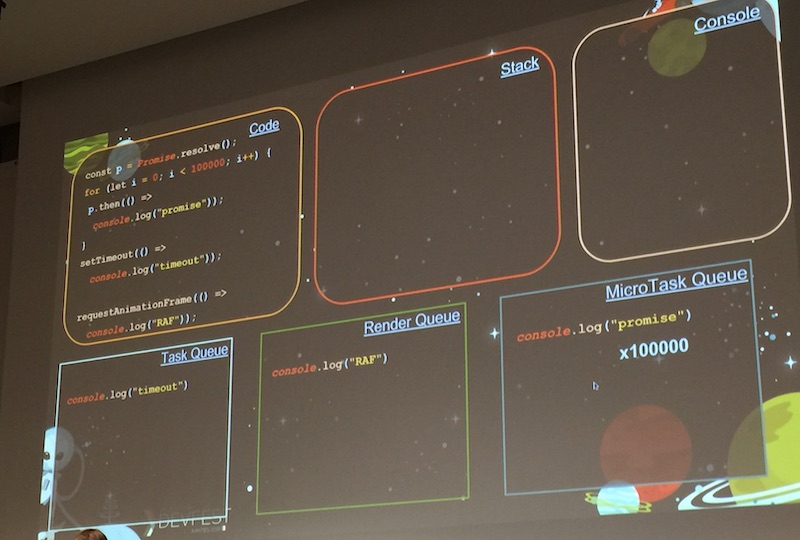 Code
const p = Promise.resolve();
for (let i = 0; i < 100000; i++) {
p.then(() =>
console.log("promise"));
}
setTimeout(() =>
console.log("timeout"));
requestAnimationFrame(() =>
console.log("RAF"));
Stack
Console
Task Queue
console.log("timeout")
Render Queue
console.log("RAF")
MicroTask Queue
console.log("promise")
x100000
DEVFEST